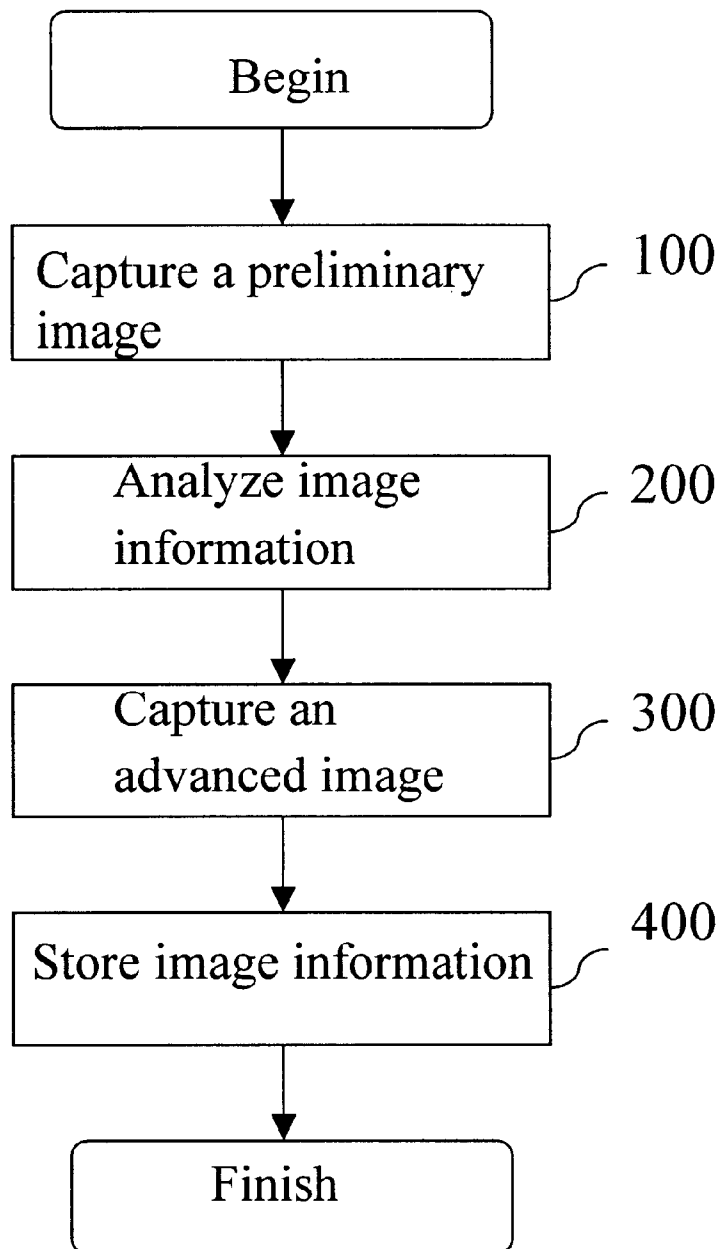 Begin
Capture a preliminary
image
100
Analyze image
information
200
Capture an
advanced image
300
Store image information
400
Finish